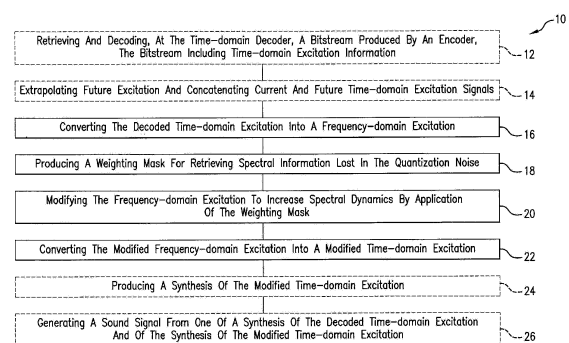 10
Retrieving And Decoding, At The Time-domain Decoder, A Bitstream Produced By An Encoder,
The Bitstream Including Time-domain Excitation Information
12
Extrapolating Future Excitation And Concatenating Current And Future Time-domain Excitation Signals
14
Converting The Decoded Time-domain Excitation Into A Frequency-domain Excitation
16
Producing A Weighting Mask For Retrieving Spectral Information Lost In The Quantization Noise
18
Modifying The Frequency-domain Excitation To Increase Spectral Dynamics By Application
Of The Weighting Mask
20
Converting The Modified Frequency-domain Excitation Into A Modified Time-domain Excitation
22
Producing A Synthesis Of The Modified Time-domain Excitation
24
Generating A Sound Signal From One Of A Synthesis Of The Decoded Time-domain Excitation
And Of The Synthesis Of The Modified Time-domain Excitation
26